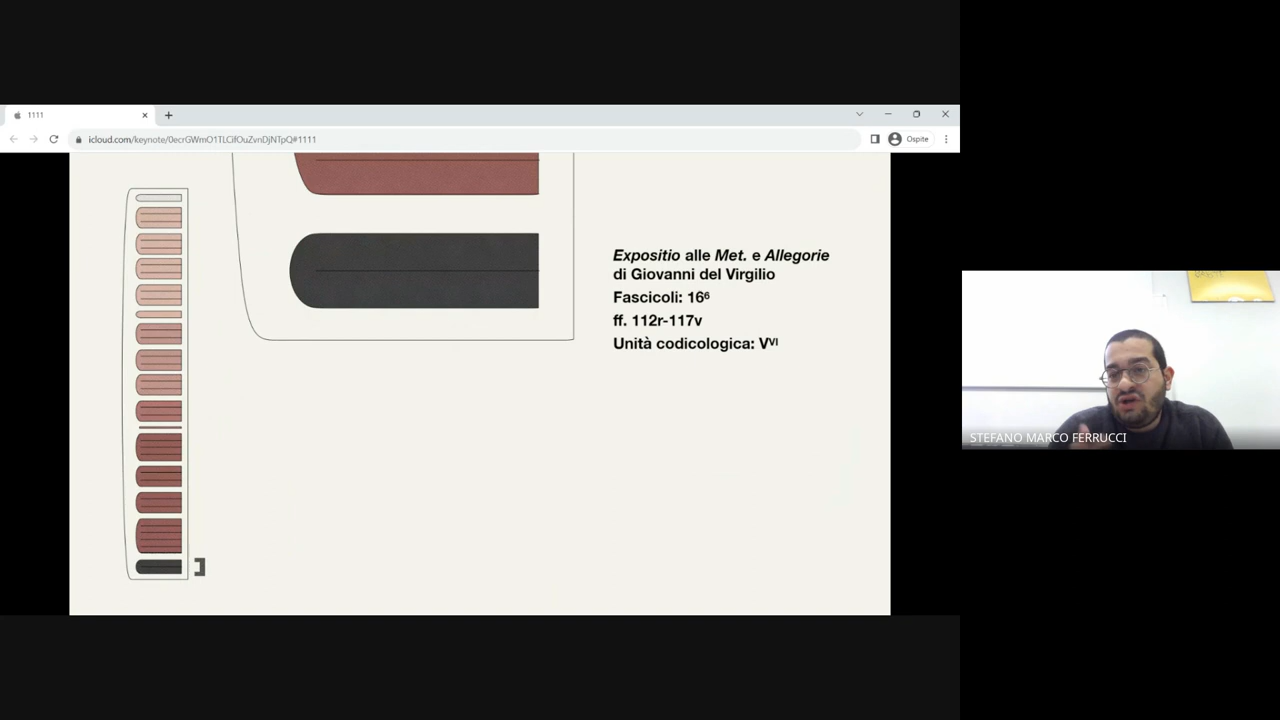 1111
icloud.com/keynote/0ecrGWmO1TLCifOuZvnDjNTpQ#1111
Ospite
Expositio alle Met. e Allegorie
di Giovanni del Virgilio
Fascicoli: 16⁶
ff. 112r-117v
Unità codicologica: Vⱽᴵ
STEFANO MARCO FERRUCCI